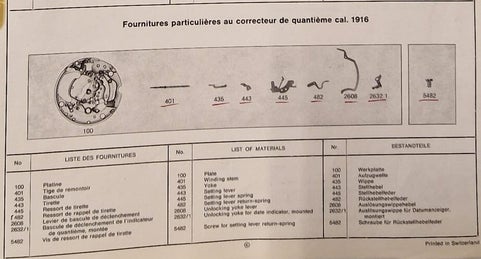 Fournitures particulières au correcteur de quantième cal. 1916
100
401
435
443
445
482
2608
2632/1
5482
No.
LISTE DES FOURNITURES
100 Platine
401 Tige de remontoir
435 Bascule
443 Tirette
445 Ressort de tirette
482 Ressort de rappel de tirette
2608 Levier de bascule de déclenchement
2632/1 Bascule de déclenchement de l'indicateur
de quantième, montée
5482 Vis de ressort de rappel de tirette
No.
LIST OF MATERIALS
100 Plate
401 Winding stem
435 Yoke
443 Setting lever
445 Setting lever spring
482 Setting lever return-spring
2608 Unlocking yoke lever
2632/1 Unlocking yoke for date indicator, mounted
5482 Screw for setting lever return-spring
Nr.
BESTANDTEILE
100 Werkplatte
401 Aufzugwelle
435 Wippe
443 Stellhebel
445 Stellhebelfeder
482 Rückstellhebelfeder
2608 Auslösungswippehebel
2632/1 Auslösungswippe für Datumanzeiger,
montiert
5482 Schraube für Rückstellhebelfeder
6
Printed in Switzerland